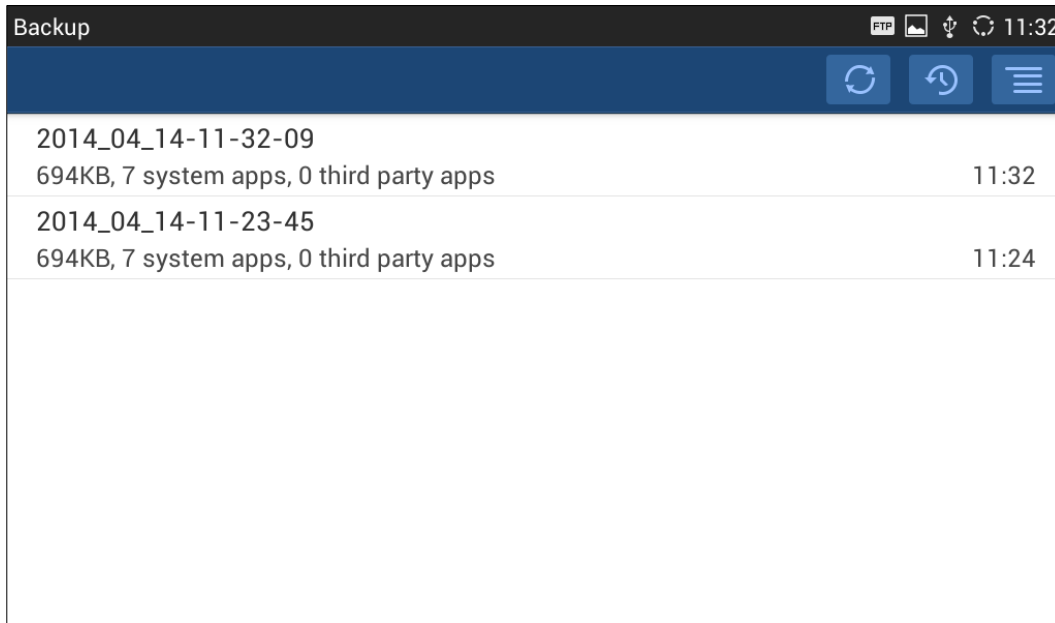 Backup FTP 11:32
2014_04_14-11-32-09
694KB, 7 system apps, 0 third party apps 11:32
2014_04_14-11-23-45
694KB, 7 system apps, 0 third party apps 11:24